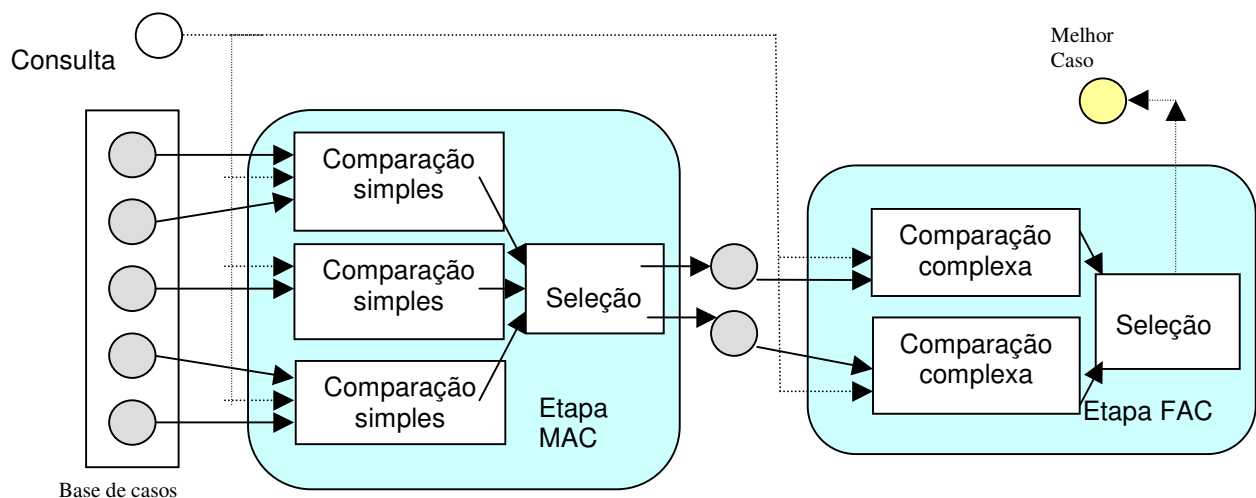 Consulta
Melhor
Caso
Comparação
simples
Comparação
simples
Comparação
simples
Seleção
Etapa
MAC
Comparação
complexa
Comparação
complexa
Seleção
Etapa FAC
Base de casos